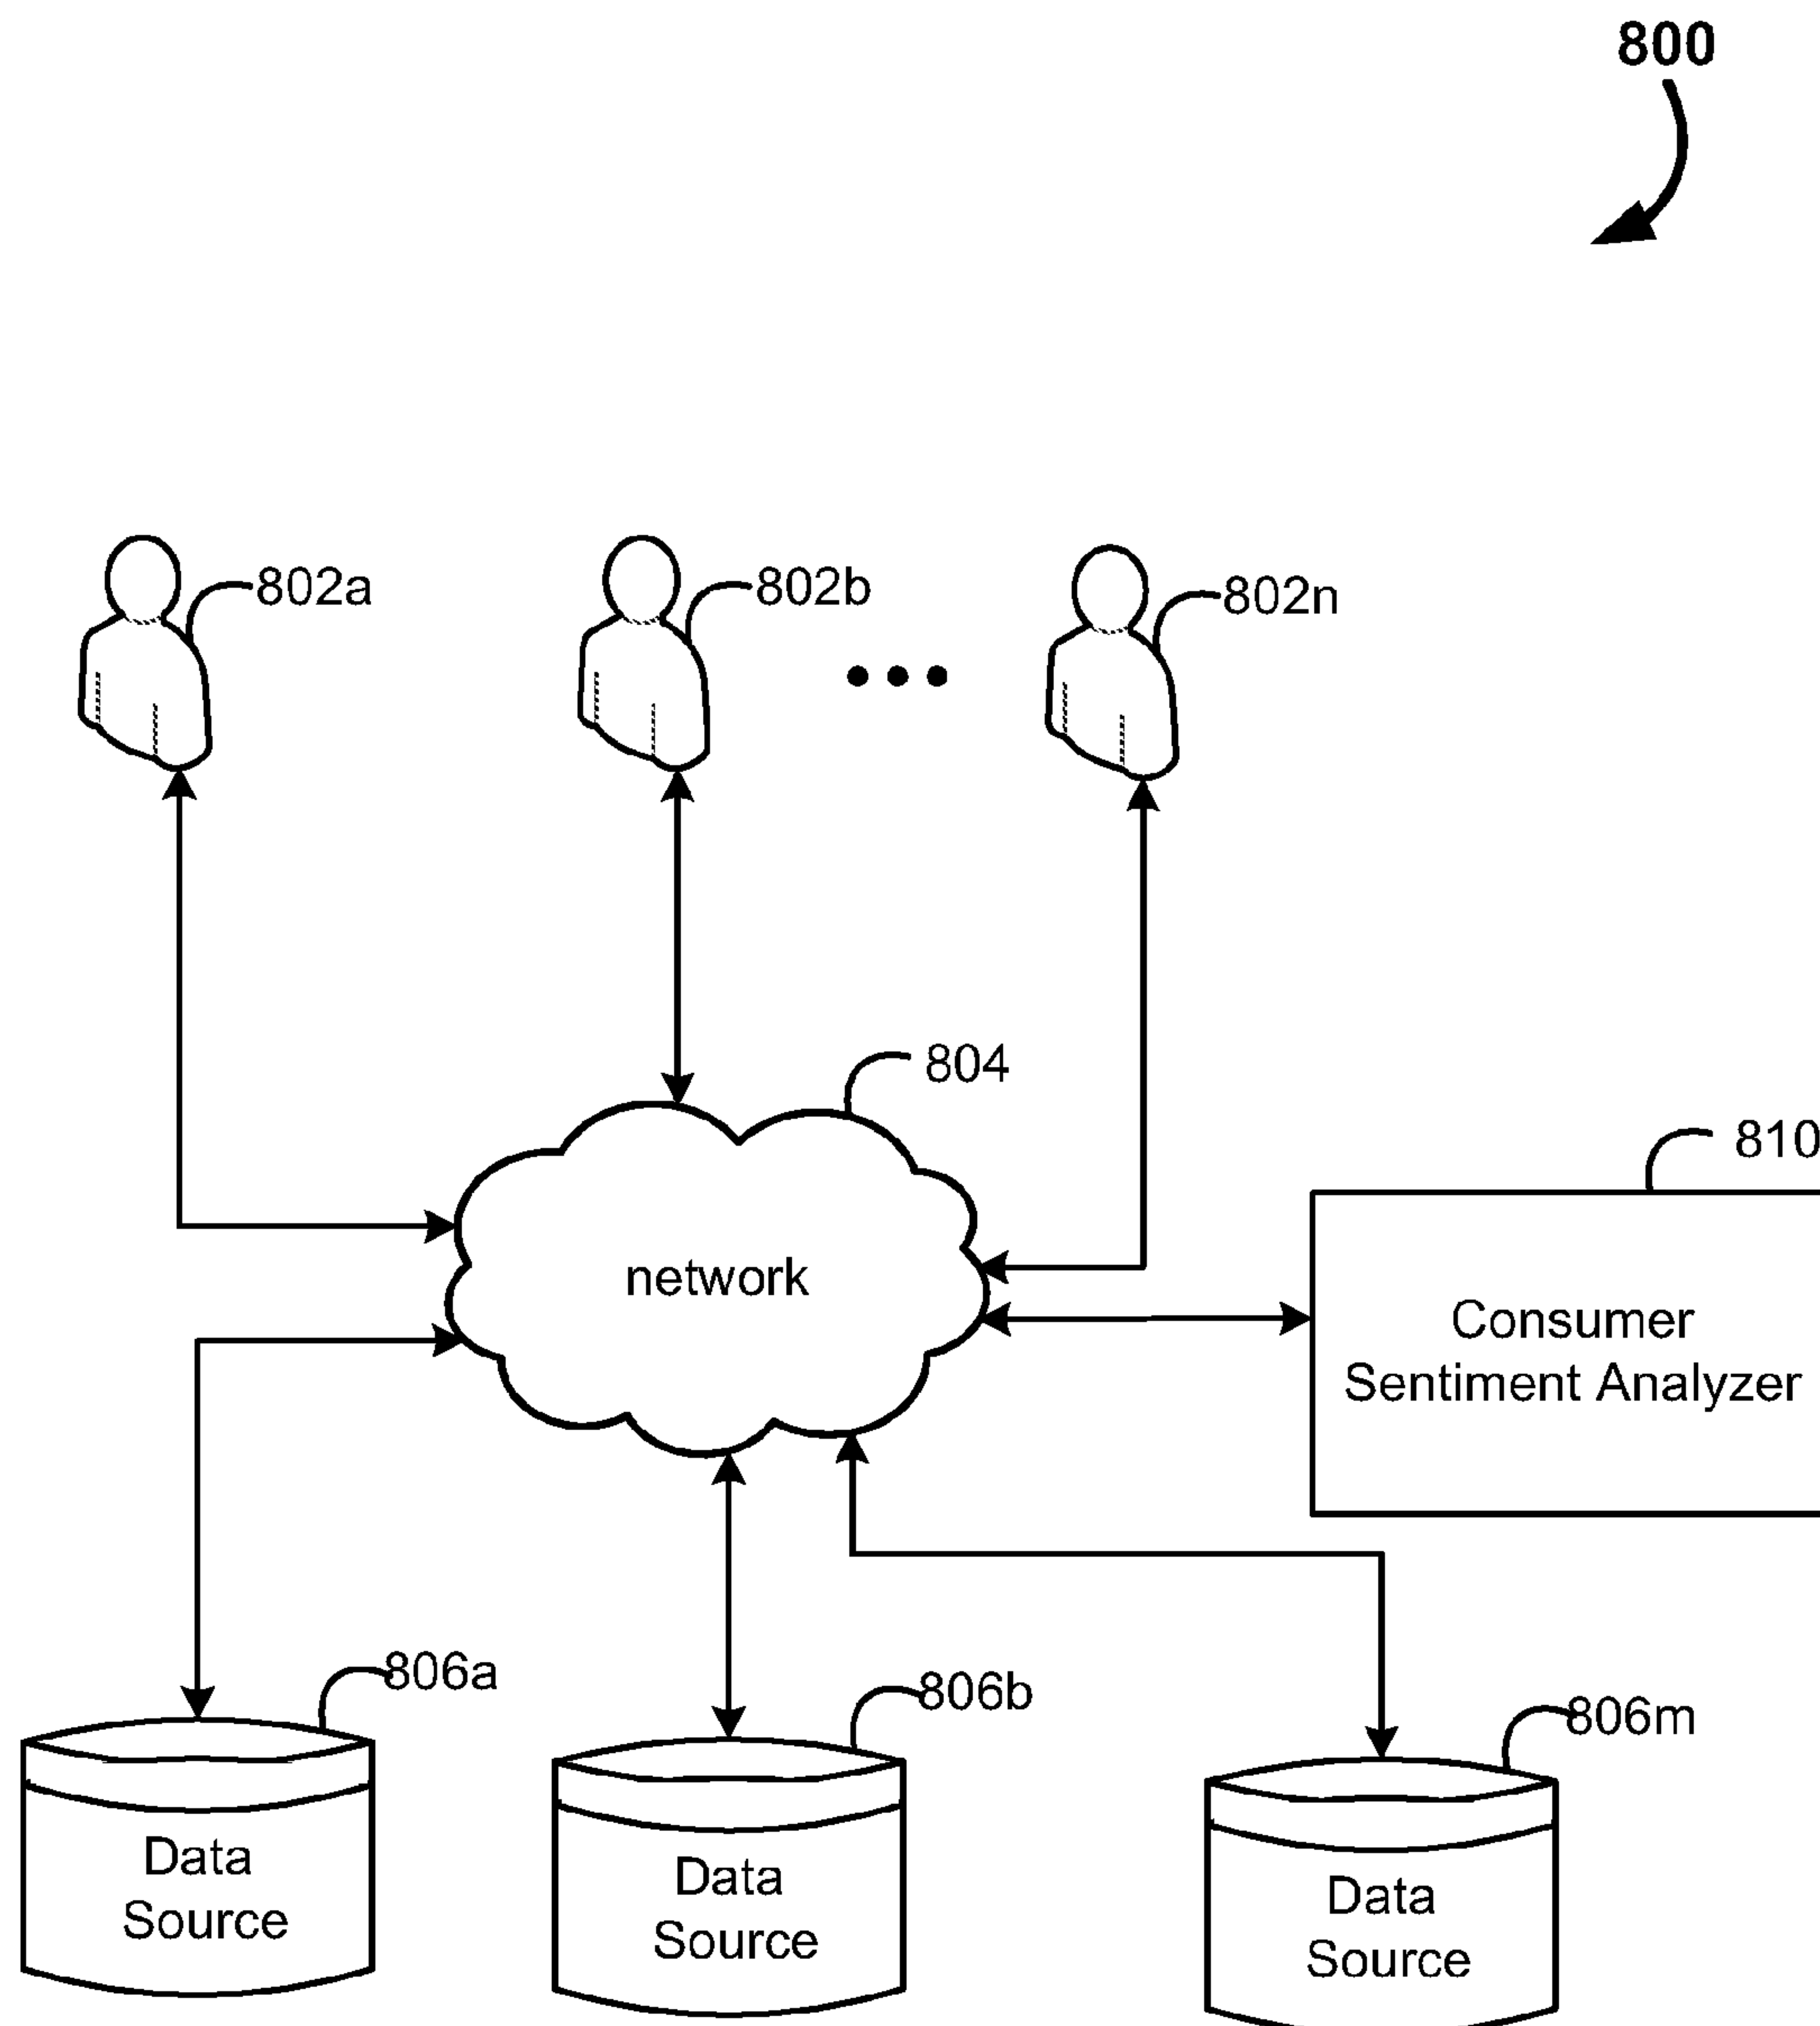 800
802a
802b
802n
804
810
network
Consumer
Sentiment Analyzer
806a
806b
806m
Data
Source
Data
Source
Data
Source